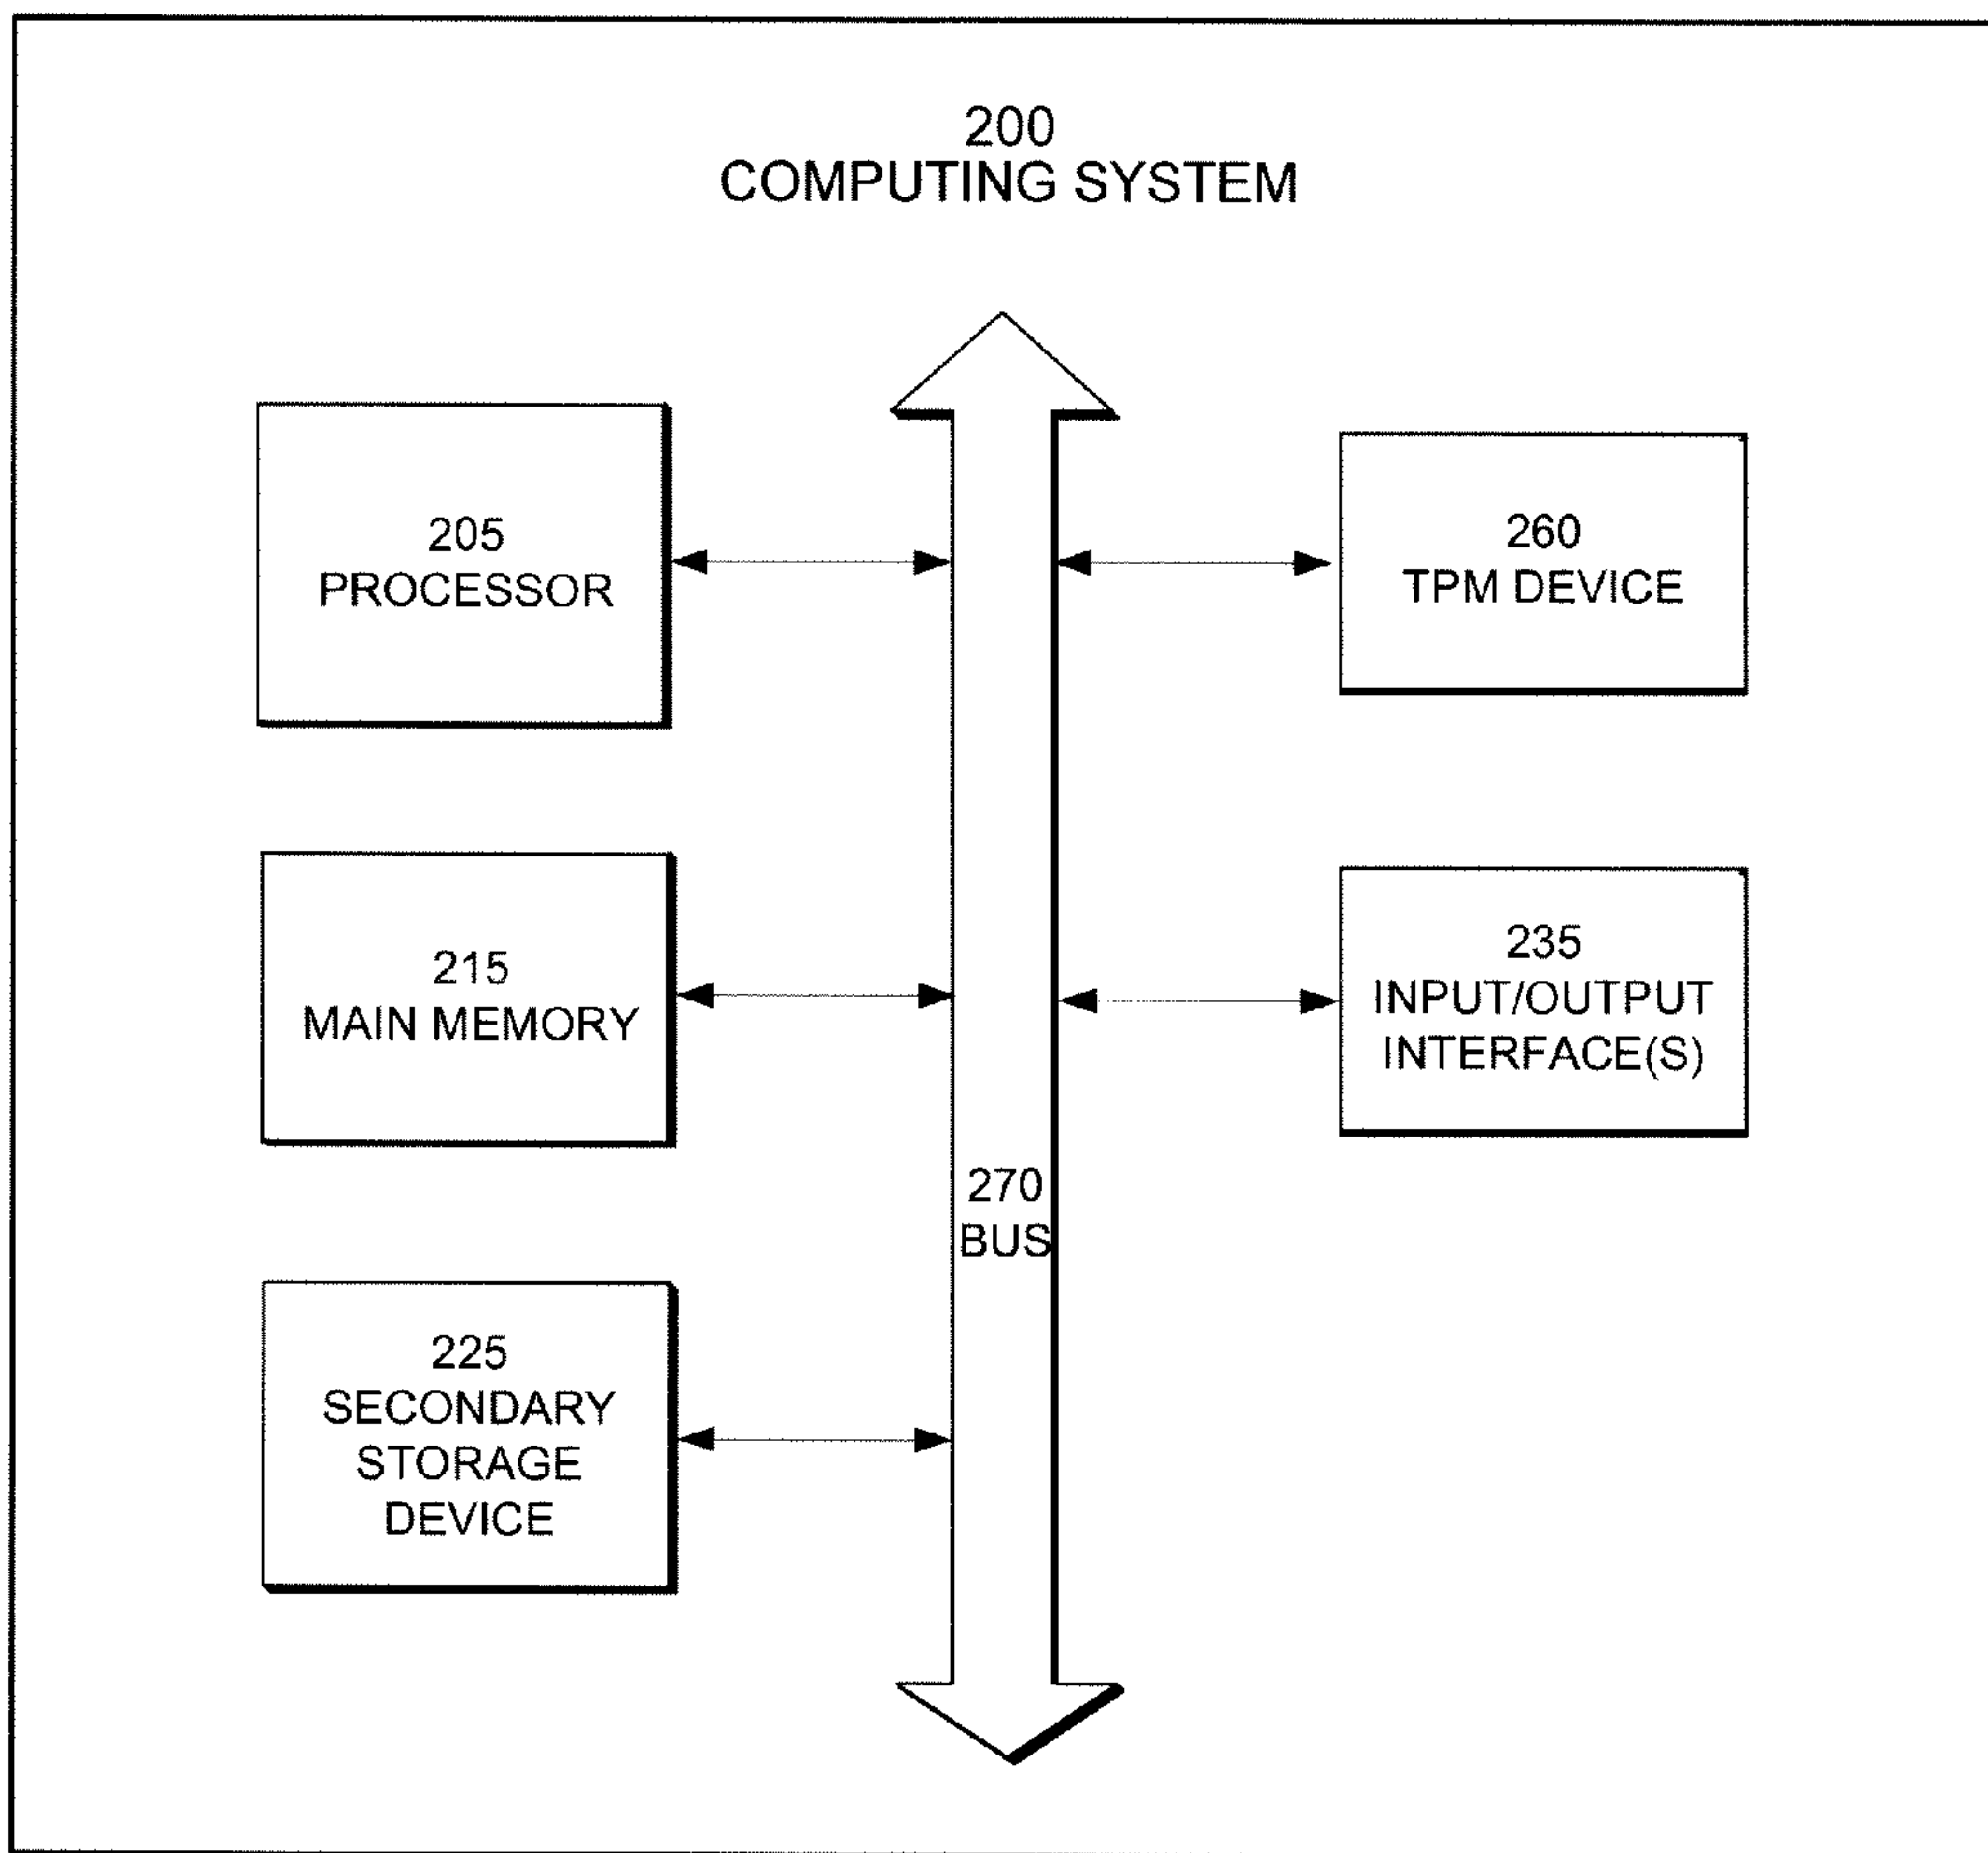 200
COMPUTING SYSTEM
205
PROCESSOR
260
TPM DEVICE
215
MAIN MEMORY
235
INPUT/OUTPUT
INTERFACE(S)
270
BUS
225
SECONDARY
STORAGE
DEVICE